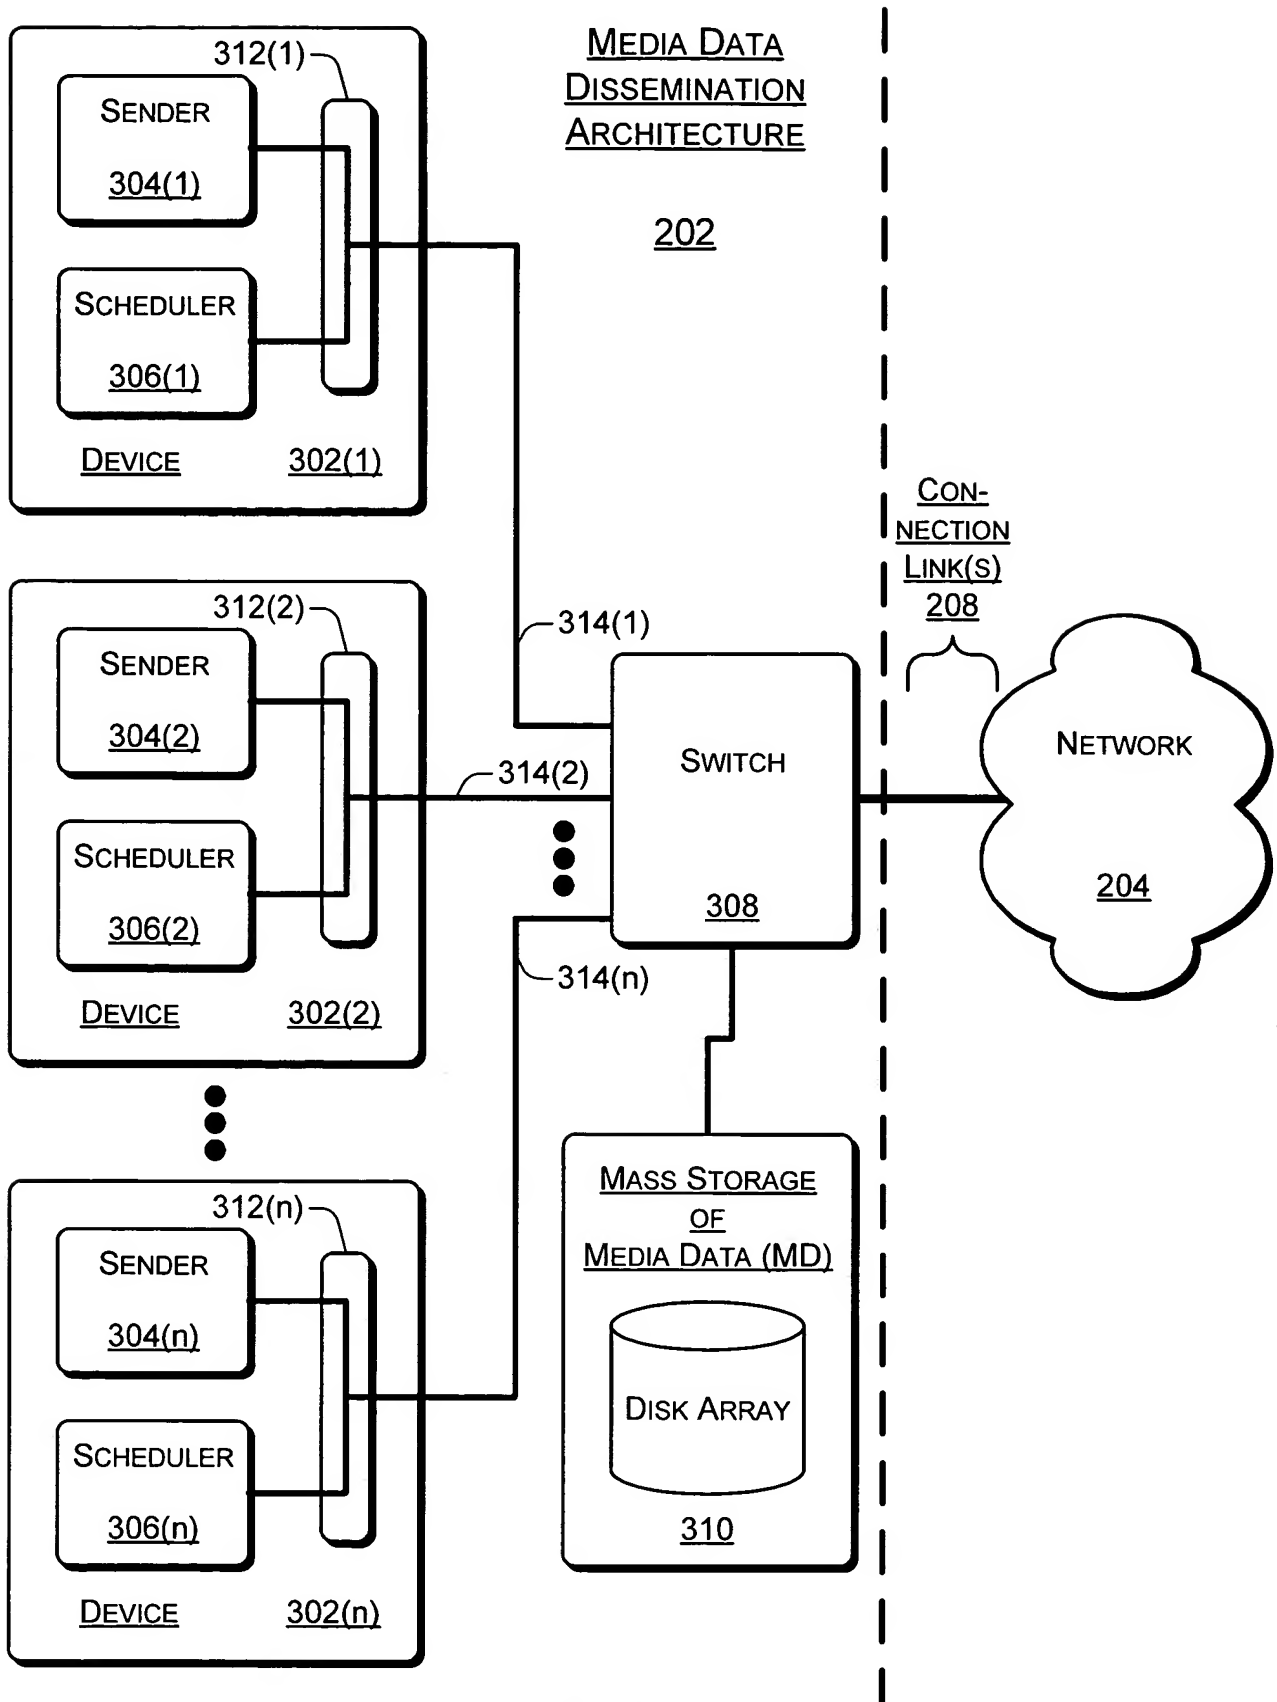 MEDIA DATA
DISSEMINATION
ARCHITECTURE
202
312(1)
SENDER
304(1)
SCHEDULER
306(1)
DEVICE 302(1)
312(2)
SENDER
304(2)
SCHEDULER
306(2)
DEVICE 302(2)
312(n)
SENDER
304(n)
SCHEDULER
306(n)
DEVICE 302(n)
314(1)
314(2)
314(n)
SWITCH
308
MASS STORAGE
OF
MEDIA DATA (MD)
DISK ARRAY
310
CON-
NECTION
LINK(S)
208
NETWORK
204